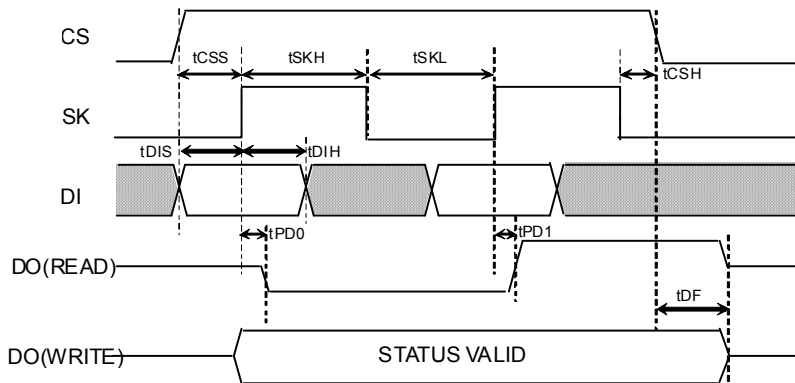 CS
tCSS tSKH tSKL
tCSH
SK
tDIS tDIH
DI
tPD0 tPD1
DO(READ)
tDF
DO(WRITE) STATUS VALID